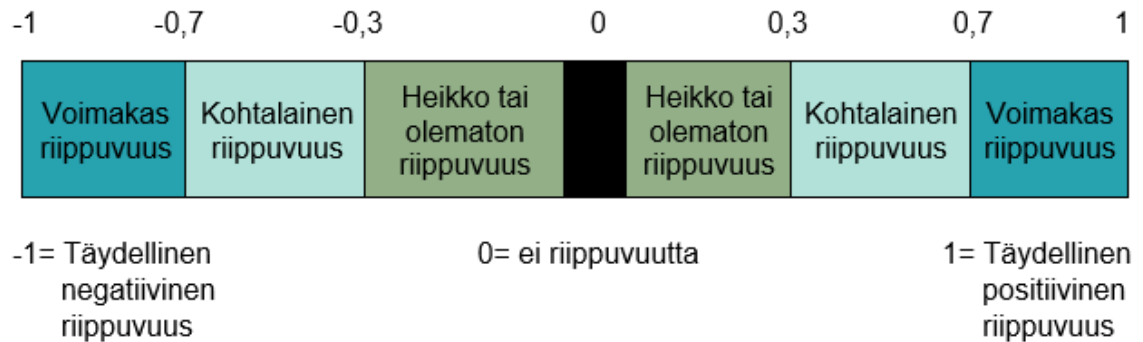 -1 -0,7 -0,3 0 0,3 0,7 1
Voimakas
riippuvuus
Kohtalainen
riippuvuus
Heikko tai
olematon
riippuvuus
Heikko tai
olematon
riippuvuus
Kohtalainen
riippuvuus
Voimakas
riippuvuus
-1= Täydellinen
negatiivinen
riippuvuus
0= ei riippuvuutta
1= Täydellinen
positiivinen
riippuvuus